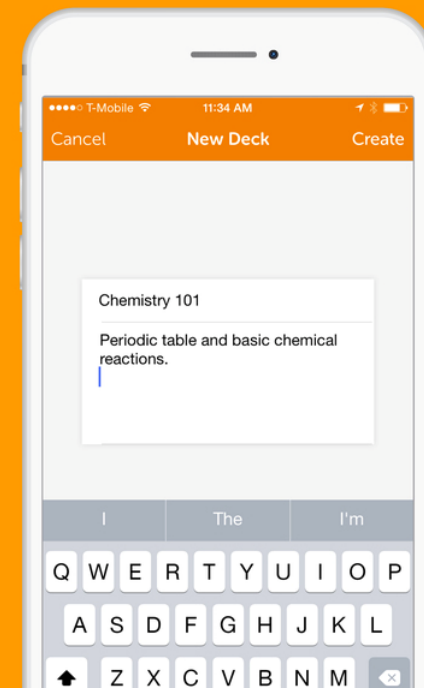 T-Mobile 11:34 AM
Cancel New Deck Create
Chemistry 101
Periodic table and basic chemical
reactions.
I The I'm
Q W E R T Y U I O P
A S D F G H J K L
Z X C V B N M